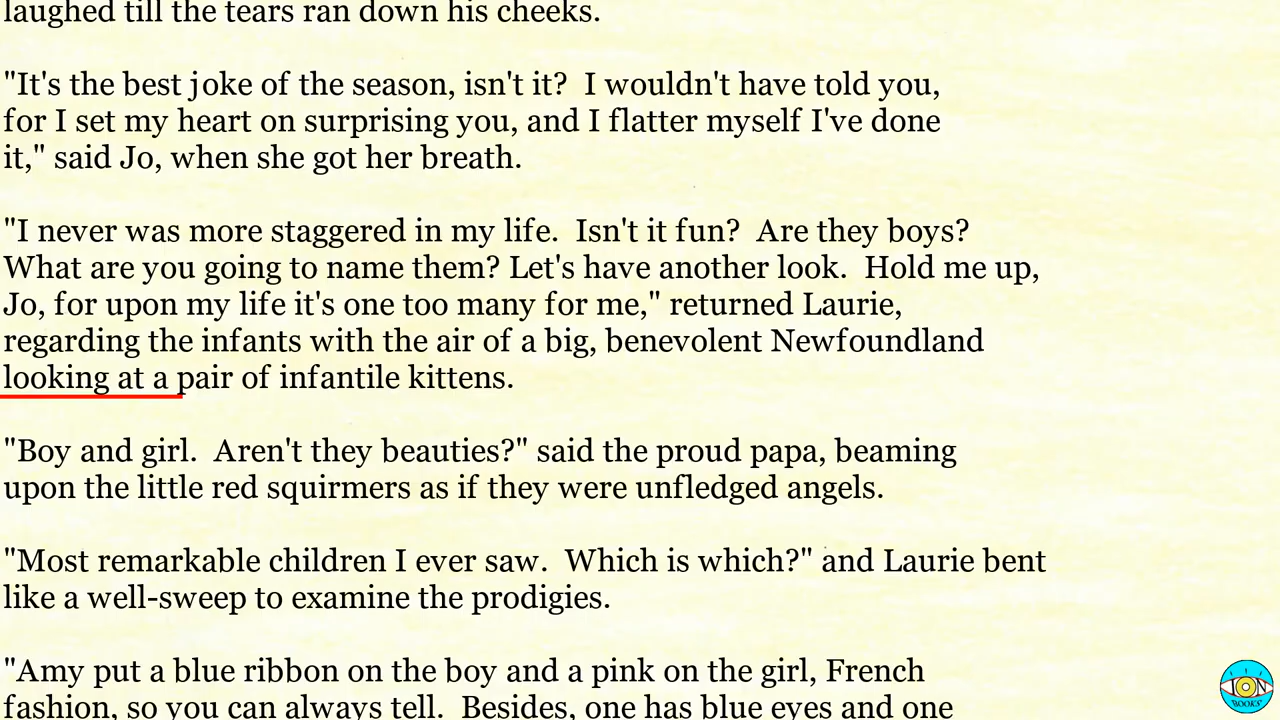 laughed till the tears ran down his cheeks.
"It's the best joke of the season, isn't it?  I wouldn't have told you,
for I set my heart on surprising you, and I flatter myself I've done
it," said Jo, when she got her breath.
"I never was more staggered in my life.  Isn't it fun?  Are they boys?
What are you going to name them? Let's have another look.  Hold me up,
Jo, for upon my life it's one too many for me," returned Laurie,
regarding the infants with the air of a big, benevolent Newfoundland
looking at a pair of infantile kittens.
"Boy and girl.  Aren't they beauties?" said the proud papa, beaming
upon the little red squirmers as if they were unfledged angels.
"Most remarkable children I ever saw.  Which is which?" and Laurie bent
like a well-sweep to examine the prodigies.
"Amy put a blue ribbon on the boy and a pink on the girl, French
fashion, so you can always tell.  Besides, one has blue eyes and one
ION
BOOKS